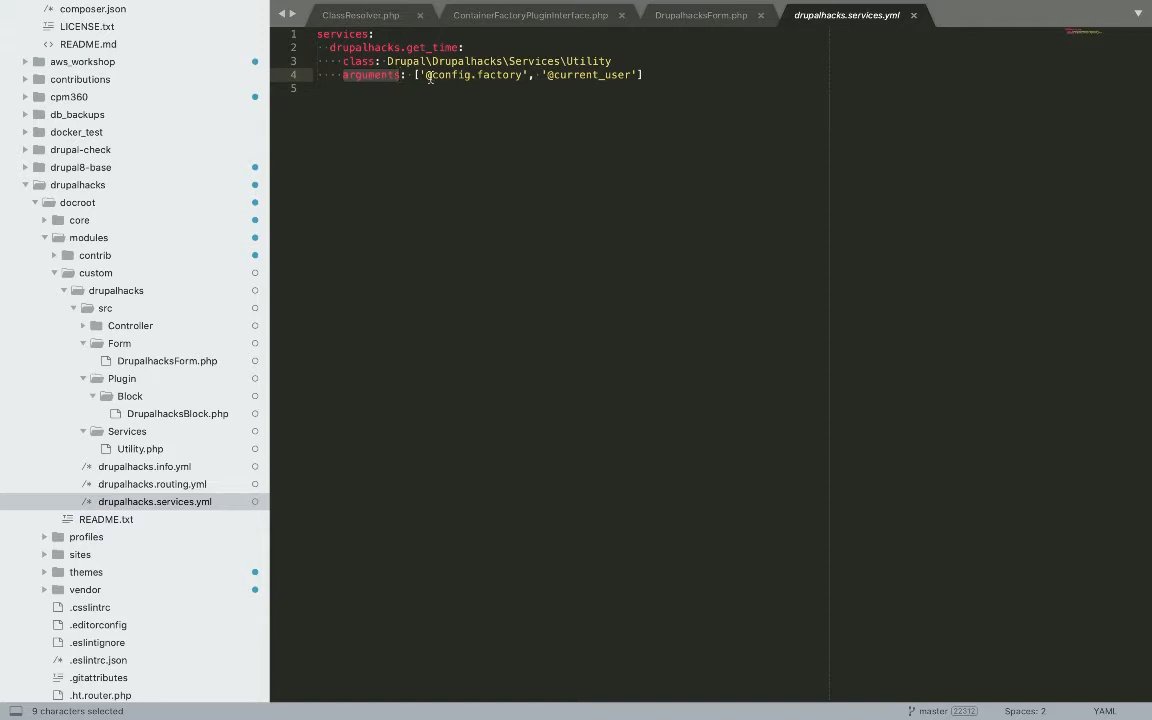 composer.json
LICENSE.txt
README.md
aws_workshop
contributions
cpm360
db_backups
docker_test
drupal-check
drupal8-base
drupalhacks
docroot
core
modules
contrib
custom
drupalhacks
src
Controller
Form
DrupalhacksForm.php
Plugin
Block
DrupalhacksBlock.php
Services
Utility.php
drupalhacks.info.yml
drupalhacks.routing.yml
drupalhacks.services.yml
README.txt
profiles
sites
themes
vendor
.csslintrc
.editorconfig
.eslintignore
.eslintrc.json
.gitattributes
.ht.router.php
ClassResolver.php
ContainerFactoryPluginInterface.php
DrupalhacksForm.php
drupalhacks.services.yml
1 services:
2 drupalhacks.get_time:
3 class: Drupal\Drupalhacks\Services\Utility
4 arguments: ['@config.factory', '@current_user']
5
9 characters selected
master 22312
Spaces: 2
YAML